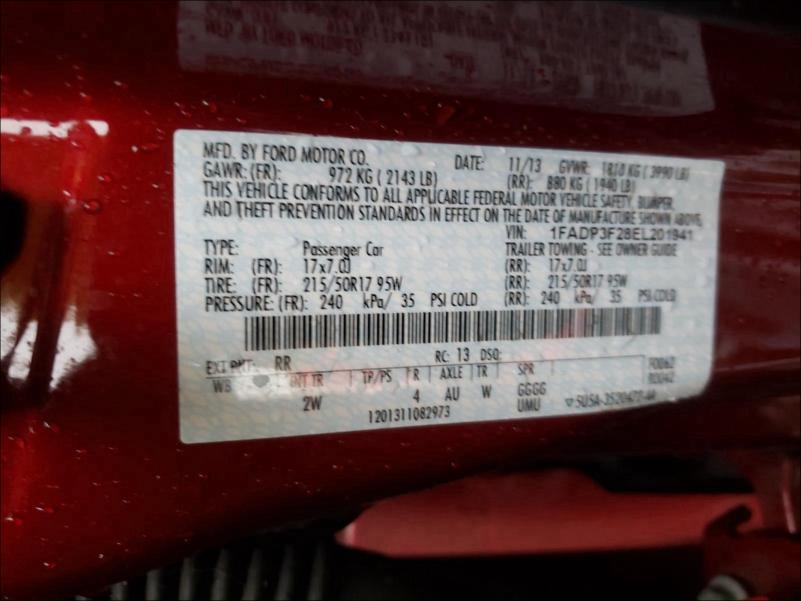 MFD. BY FORD MOTOR CO. DATE: 11/13 GVWR: 1810 KG ( 3990 LB)
GAWR: (FR): 972 KG ( 2143 LB) (RR): 880 KG ( 1940 LB)
THIS VEHICLE CONFORMS TO ALL APPLICABLE FEDERAL MOTOR VEHICLE SAFETY, BUMPER,
AND THEFT PREVENTION STANDARDS IN EFFECT ON THE DATE OF MANUFACTURE SHOWN ABOVE.
VIN: 1FADP3F28EL201941
TYPE: Passenger Car TRAILER TOWING - SEE OWNER GUIDE
RIM: (FR): 17x7.0J (RR): 17x7.0J
TIRE: (FR): 215/50R17 95W (RR): 215/50R17 95W
PRESSURE: (FR): 240 kPa/ 35 PSI COLD (RR): 240 kPa/ 35 PSI COLD
EXT PNT: RR RC: 13 DSO:
WB INT TR TP/PS R AXLE TR SPR
2W 4 AU W GGGG
UMU
1201311082973